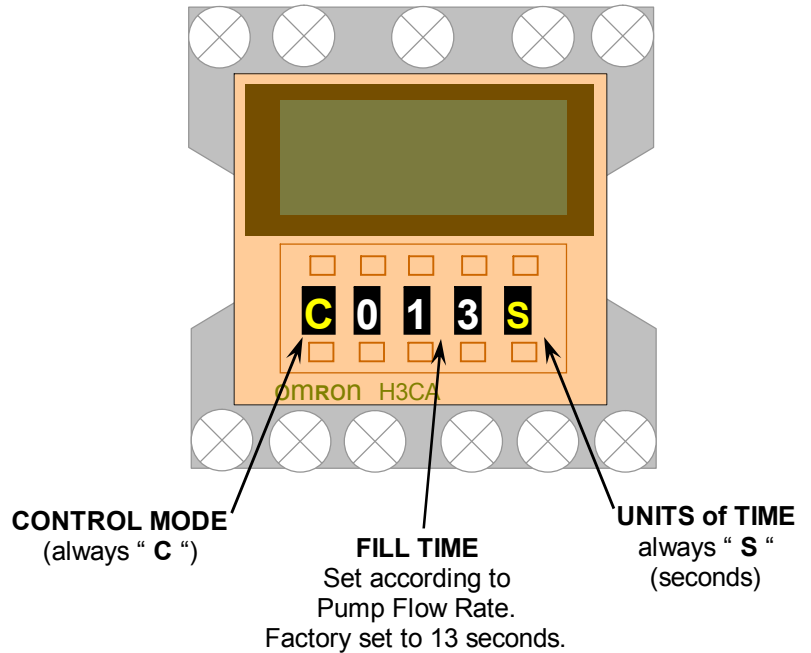 C 0 1 3 S
omRon H3CA
CONTROL MODE
(always “ C “)
FILL TIME
Set according to
Pump Flow Rate.
Factory set to 13 seconds.
UNITS of TIME
always “ S “
(seconds)